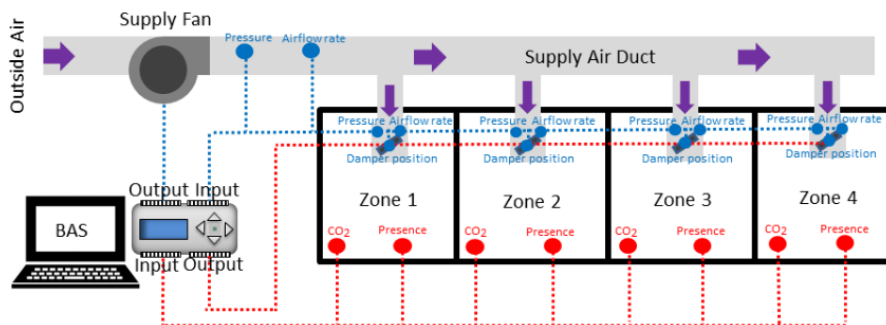 Supply Fan
Outside Air
Pressure
Airflow rate
Supply Air Duct
Pressure Airflow rate
Pressure Airflow rate
Pressure Airflow rate
Pressure Airflow rate
Damper position
Damper position
Damper position
Damper position
Output Input
BAS
Input Output
Zone 1
Zone 2
Zone 3
Zone 4
CO₂ Presence
CO₂ Presence
CO₂ Presence
CO₂ Presence